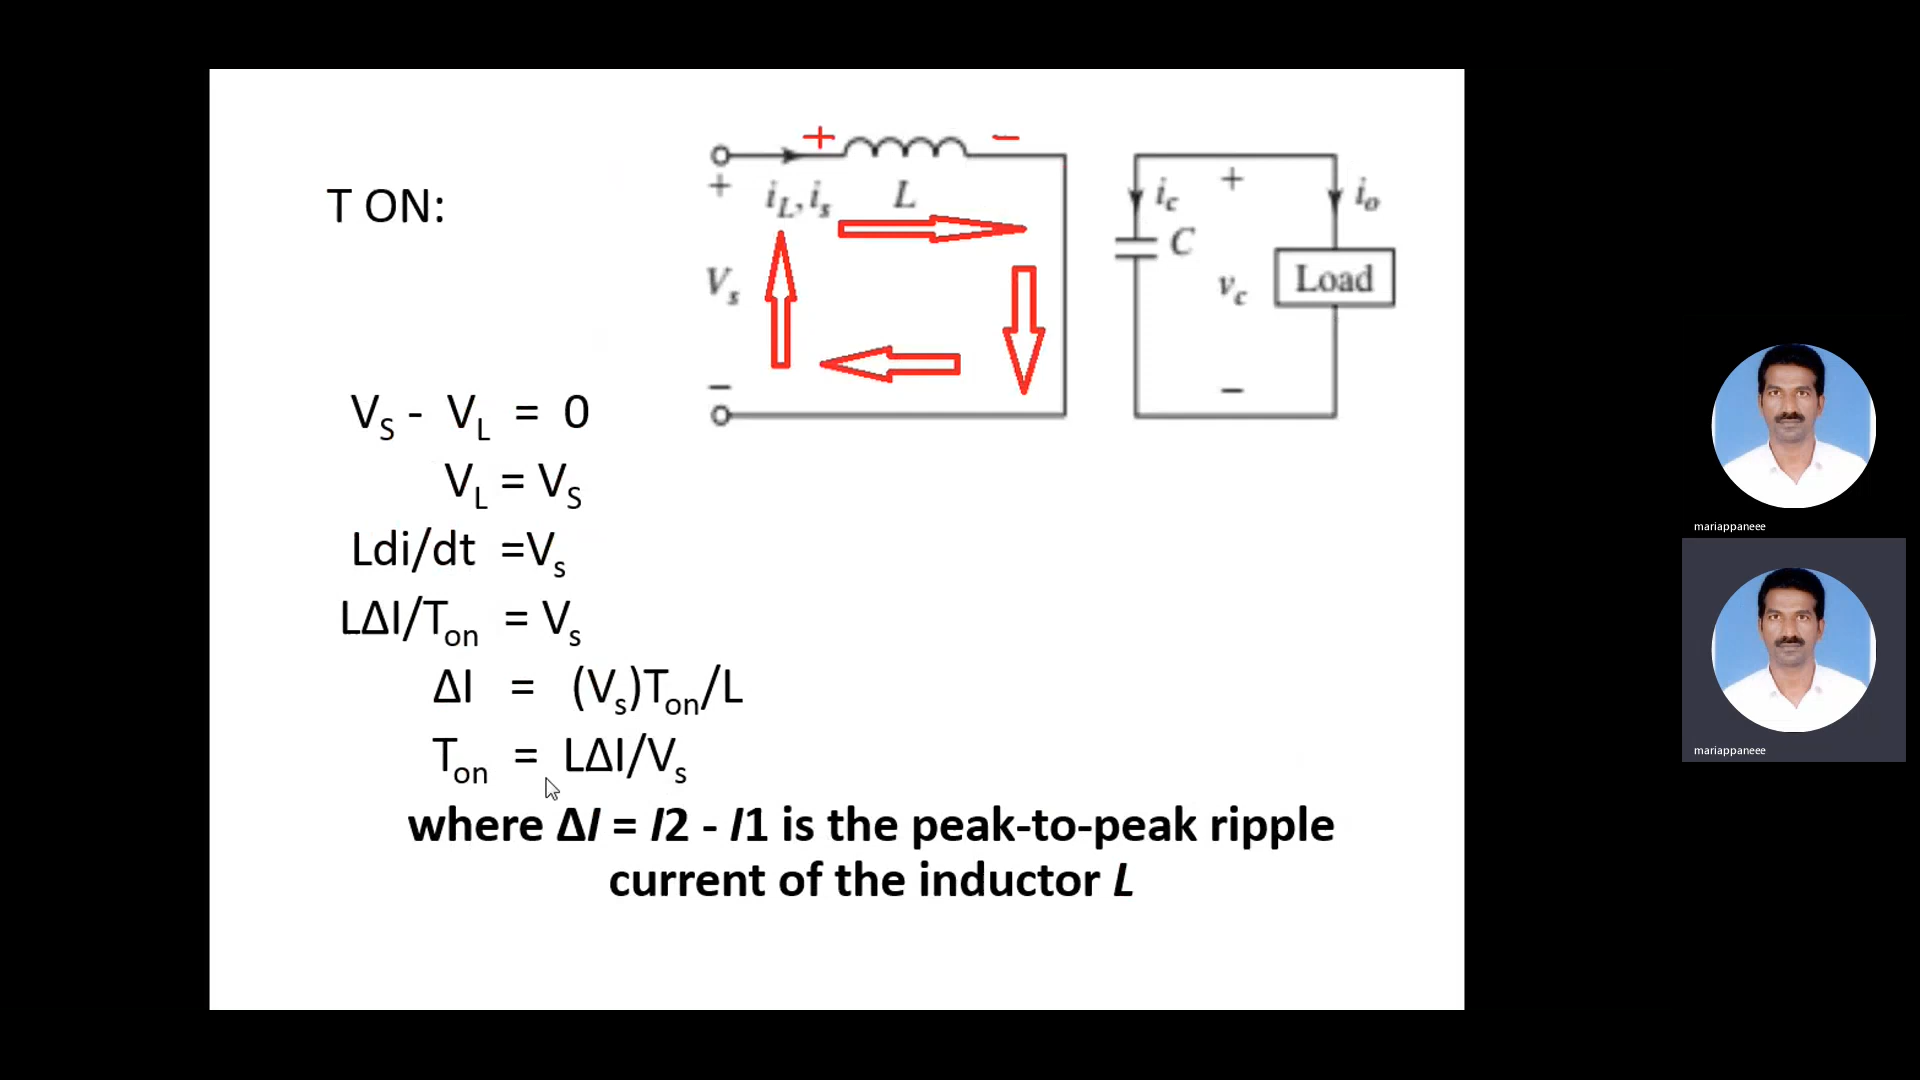 T ON:
+ −
+ i_L, i_s L
V_s
−
i_c + i_o
C
v_c Load
−
V_S - V_L = 0
V_L = V_S
Ldi/dt =V_s
LΔI/T_on = V_s
ΔI = (V_s)T_on/L
T_on = LΔI/V_s
where ΔI = I2 - I1 is the peak-to-peak ripple
current of the inductor L
mariappaneee
mariappaneee